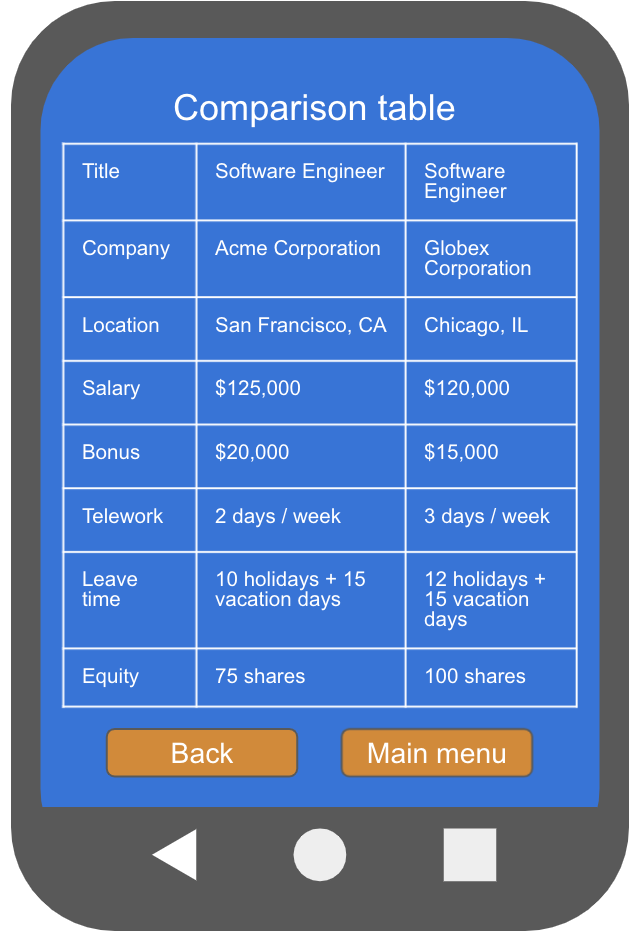 Comparison table
Title
Software Engineer
Software
Engineer
Company
Acme Corporation
Globex
Corporation
Location
San Francisco, CA
Chicago, IL
Salary
$125,000
$120,000
Bonus
$20,000
$15,000
Telework
2 days / week
3 days / week
Leave
time
10 holidays + 15
vacation days
12 holidays +
15 vacation
days
Equity
75 shares
100 shares
Back
Main menu